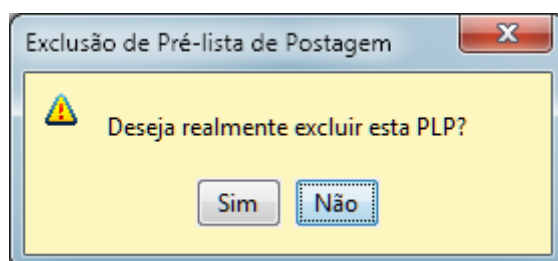 Exclusão de Pré-lista de Postagem
Deseja realmente excluir esta PLP?
Sim
Não